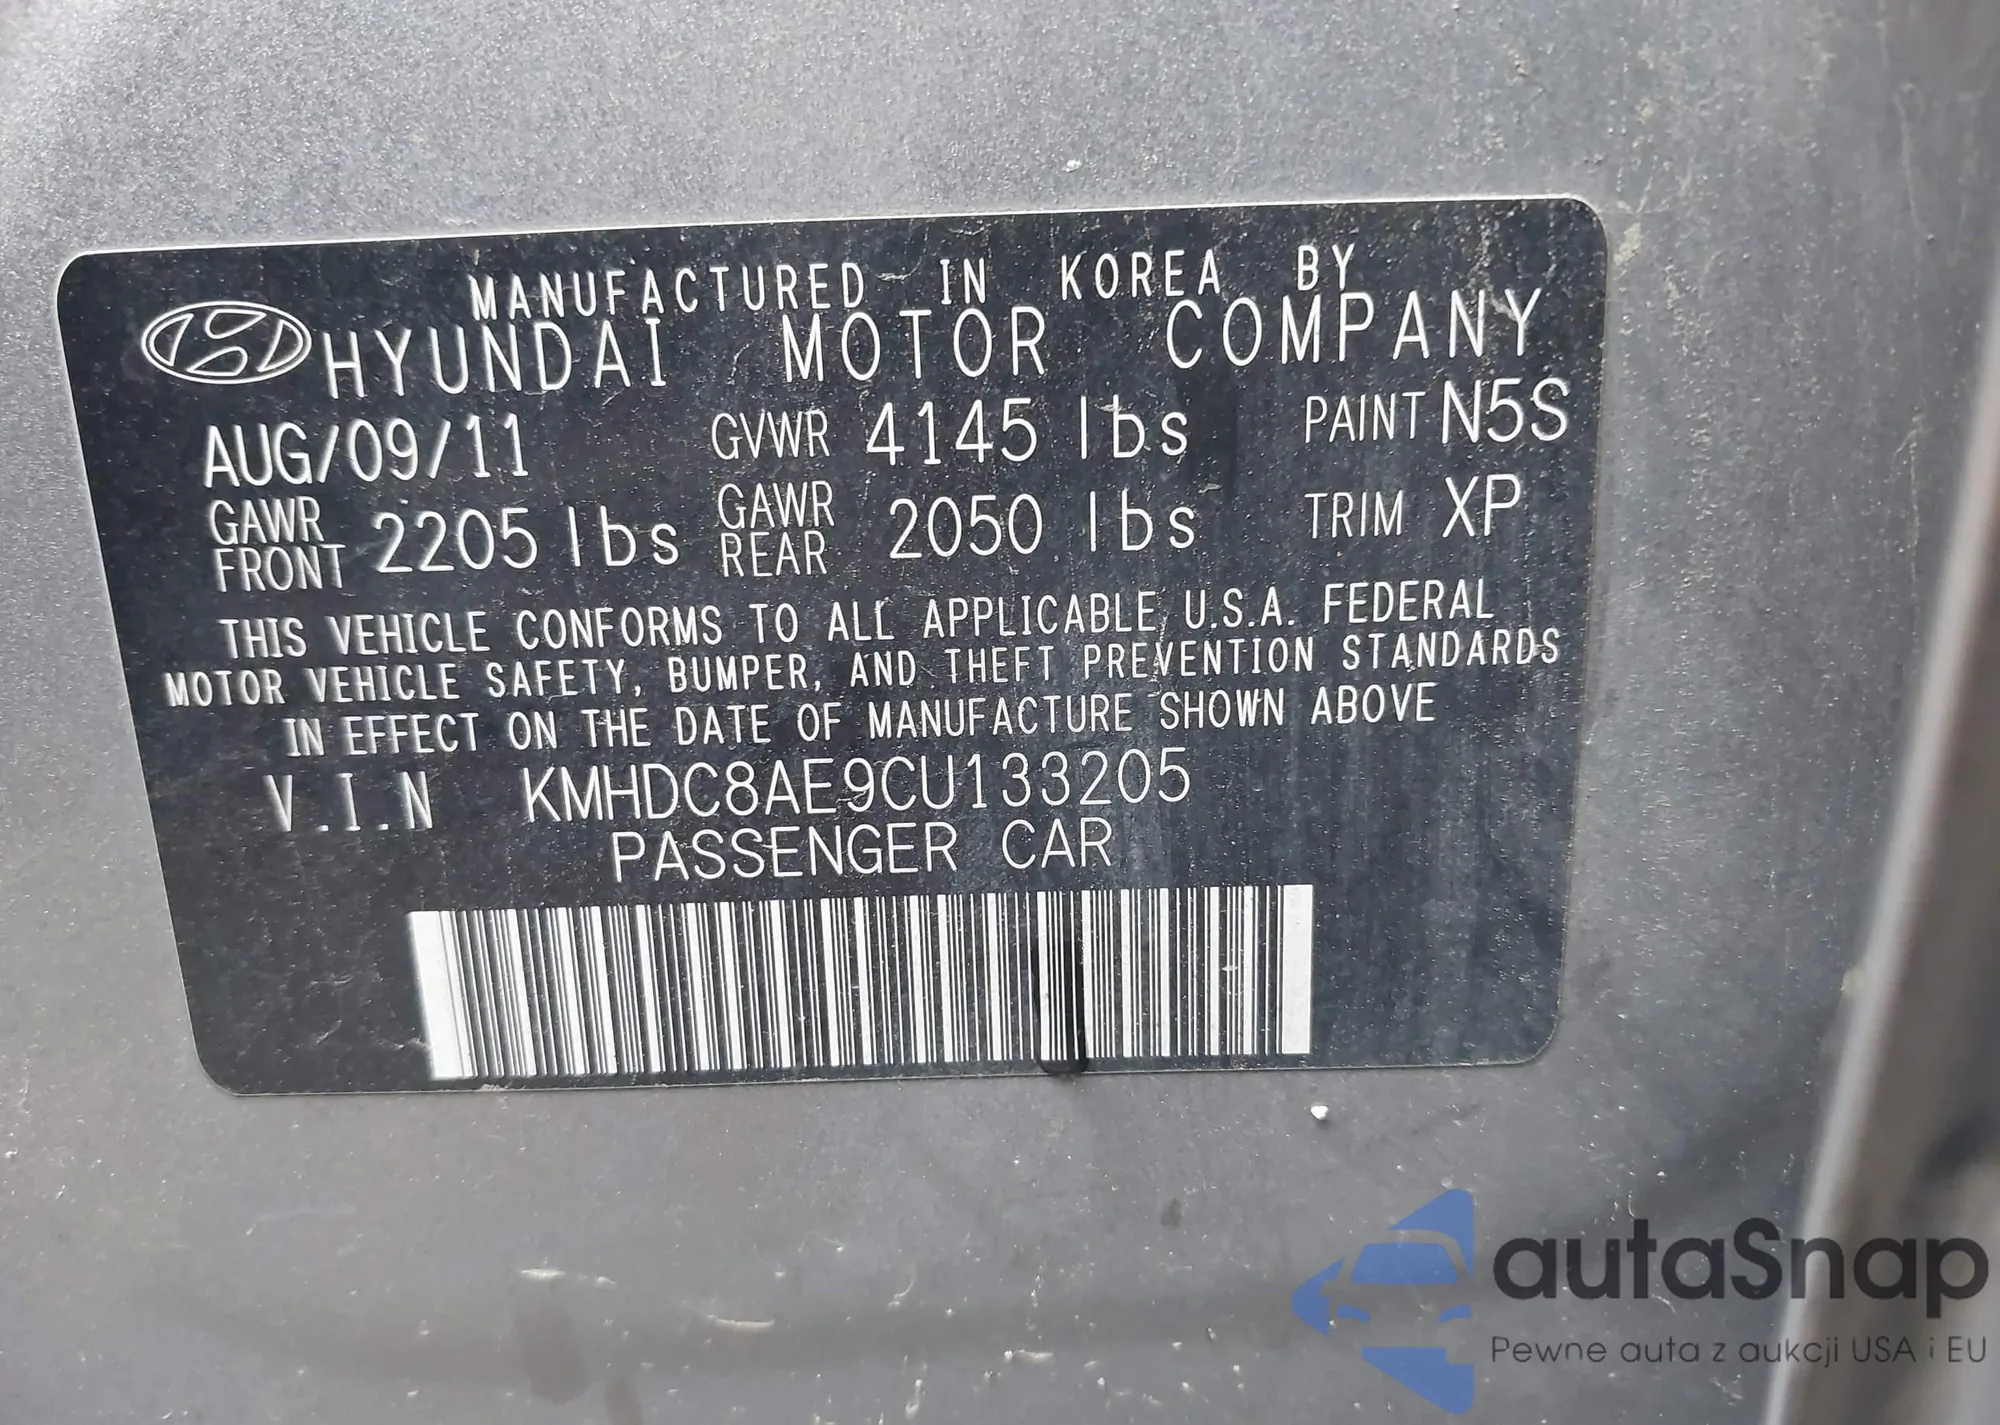 MANUFACTURED IN KOREA BY
HYUNDAI MOTOR COMPANY
AUG/09/11 GVWR 4145 lbs PAINT N5S
GAWR FRONT 2205 lbs GAWR REAR 2050 lbs TRIM XP
THIS VEHICLE CONFORMS TO ALL APPLICABLE U.S.A. FEDERAL
MOTOR VEHICLE SAFETY, BUMPER, AND THEFT PREVENTION STANDARDS
IN EFFECT ON THE DATE OF MANUFACTURE SHOWN ABOVE
V.I.N KMHDC8AE9CU133205
PASSENGER CAR
autaSnap
Pewne auta z aukcji USA i EU